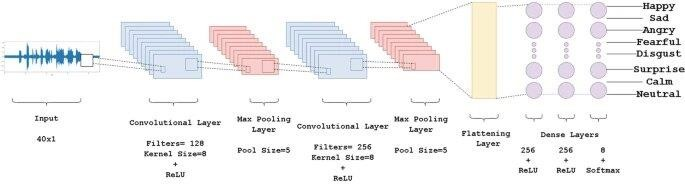 Happy
Sad
Angry
Fearful
Disgust
Surprise
Calm
Neutral
Input
40x1
Convolutional Layer
Filters= 128
Kernel Size=8
+
ReLU
Max Pooling
Layer
Pool Size=5
Convolutional Layer
Filters= 256
Kernel Size=8
+
ReLU
Max Pooling
Layer
Pool Size=5
Flattening
Layer
Dense Layers
256
+
ReLU
256
+
ReLU
8
+
Softmax